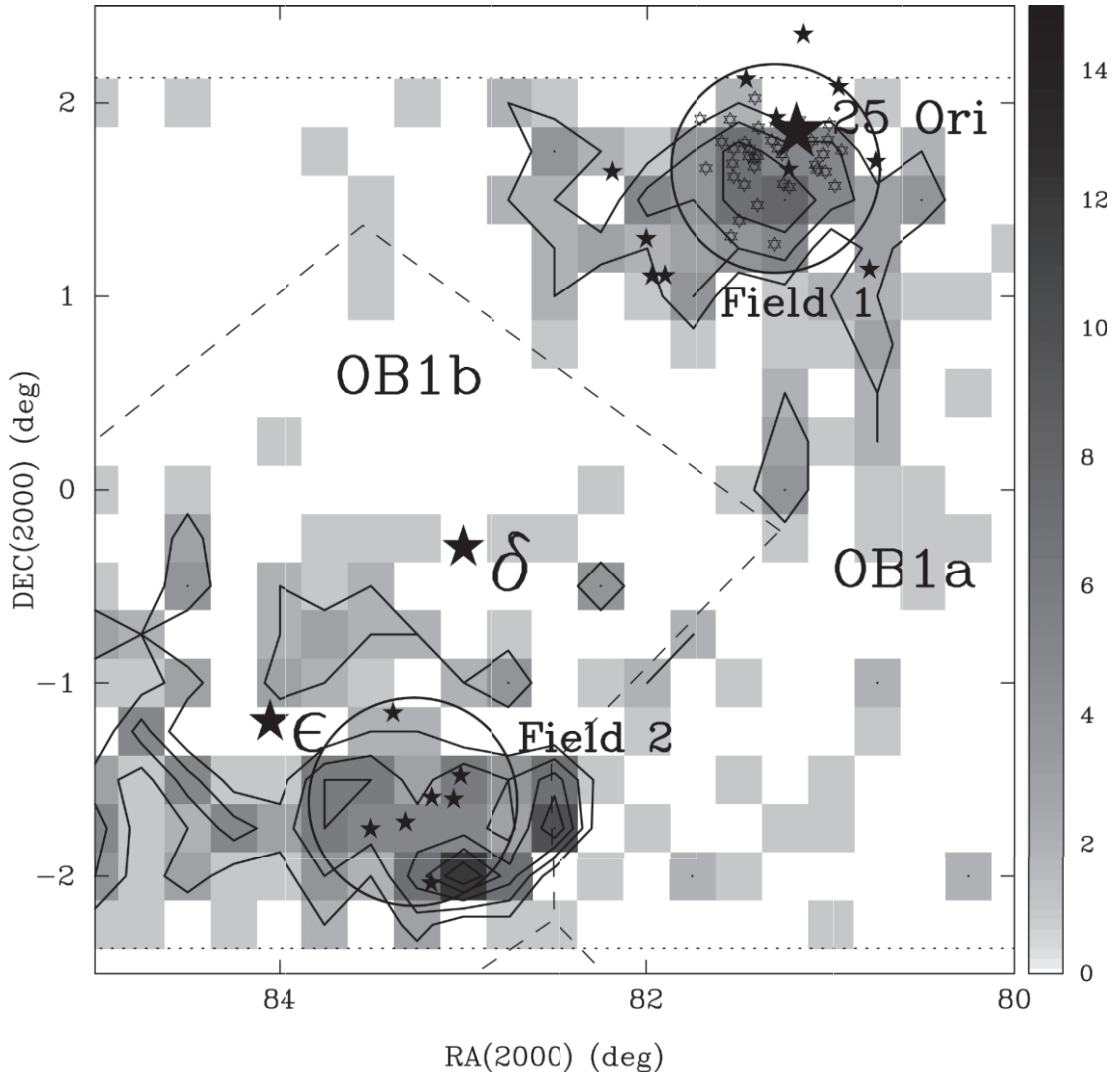 14
2
25 Ori
12
1
Field 1
10
OB1b
8
DEC(2000) (deg)
0
δ
OB1a
6
-1
4
ϵ
Field 2
2
-2
0
84
82
80
RA(2000) (deg)